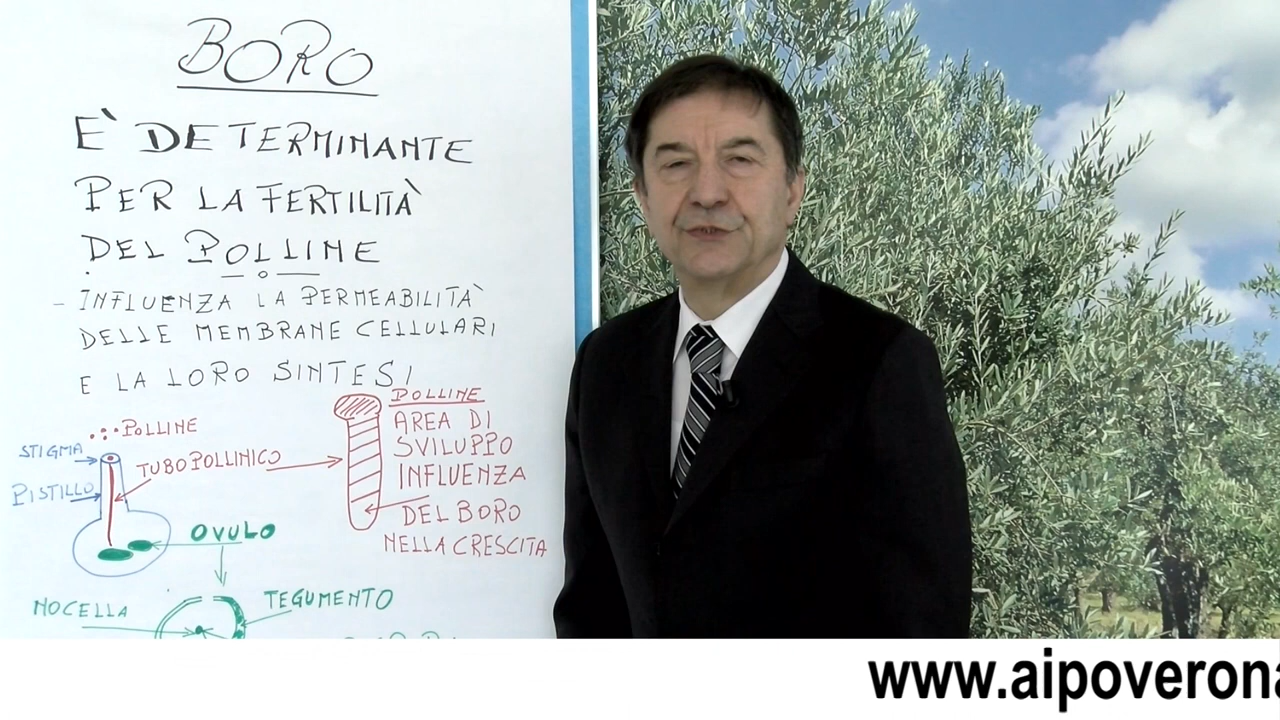 BORO
E' DETERMINANTE
PER LA FERTILITÀ
DEL POLLINE
- INFLUENZA LA PERMEABILITÀ
DELLE MEMBRANE CELLULARI
E LA LORO SINTESI
POLLINE
STIGMA
PISTILLO
TUBO POLLINICO
OVULO
POLLINE
AREA DI
SVILUPPO
INFLUENZA
DEL BORO
NELLA CRESCITA
NOCELLA
TEGUMENTO
www.aipoverona